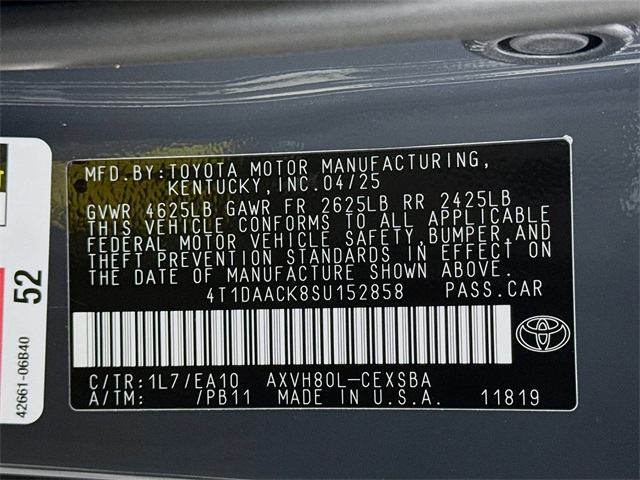 MFD.BY:TOYOTA MOTOR MANUFACTURING,
KENTUCKY,INC.04/25
GVWR 4625LB GAWR FR 2625LB RR 2425LB
THIS VEHICLE CONFORMS TO ALL APPLICABLE
FEDERAL MOTOR VEHICLE SAFETY,BUMPER,AND
THEFT PREVENTION STANDARDS IN EFFECT ON
THE DATE OF MANUFACTURE SHOWN ABOVE.
4T1DAACK8SU152858 PASS.CAR
C/TR:1L7/EA10 AXVH80L-CEXSBA
A/TM: /PB11 MADE IN U.S.A. 11819
42661-06B40 52